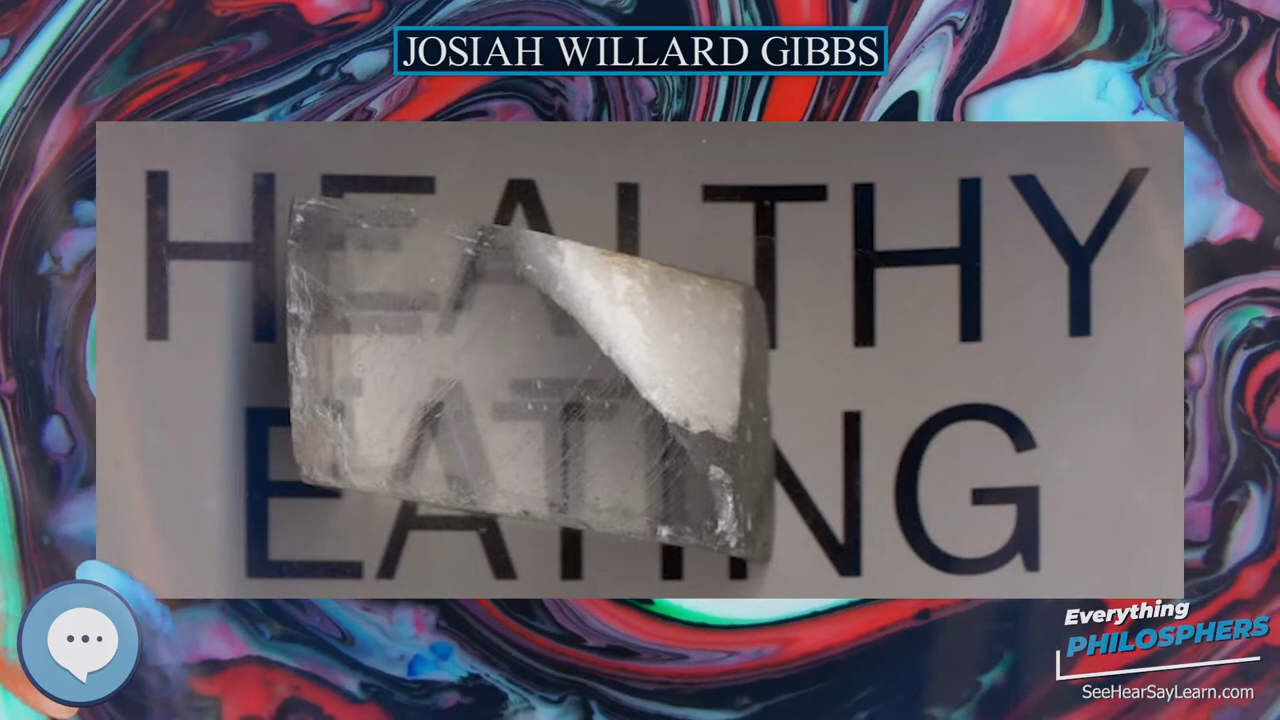 JOSIAH WILLARD GIBBS
HEALTHY
EATING
Everything
PHILOSPHERS
SeeHearSayLearn.com